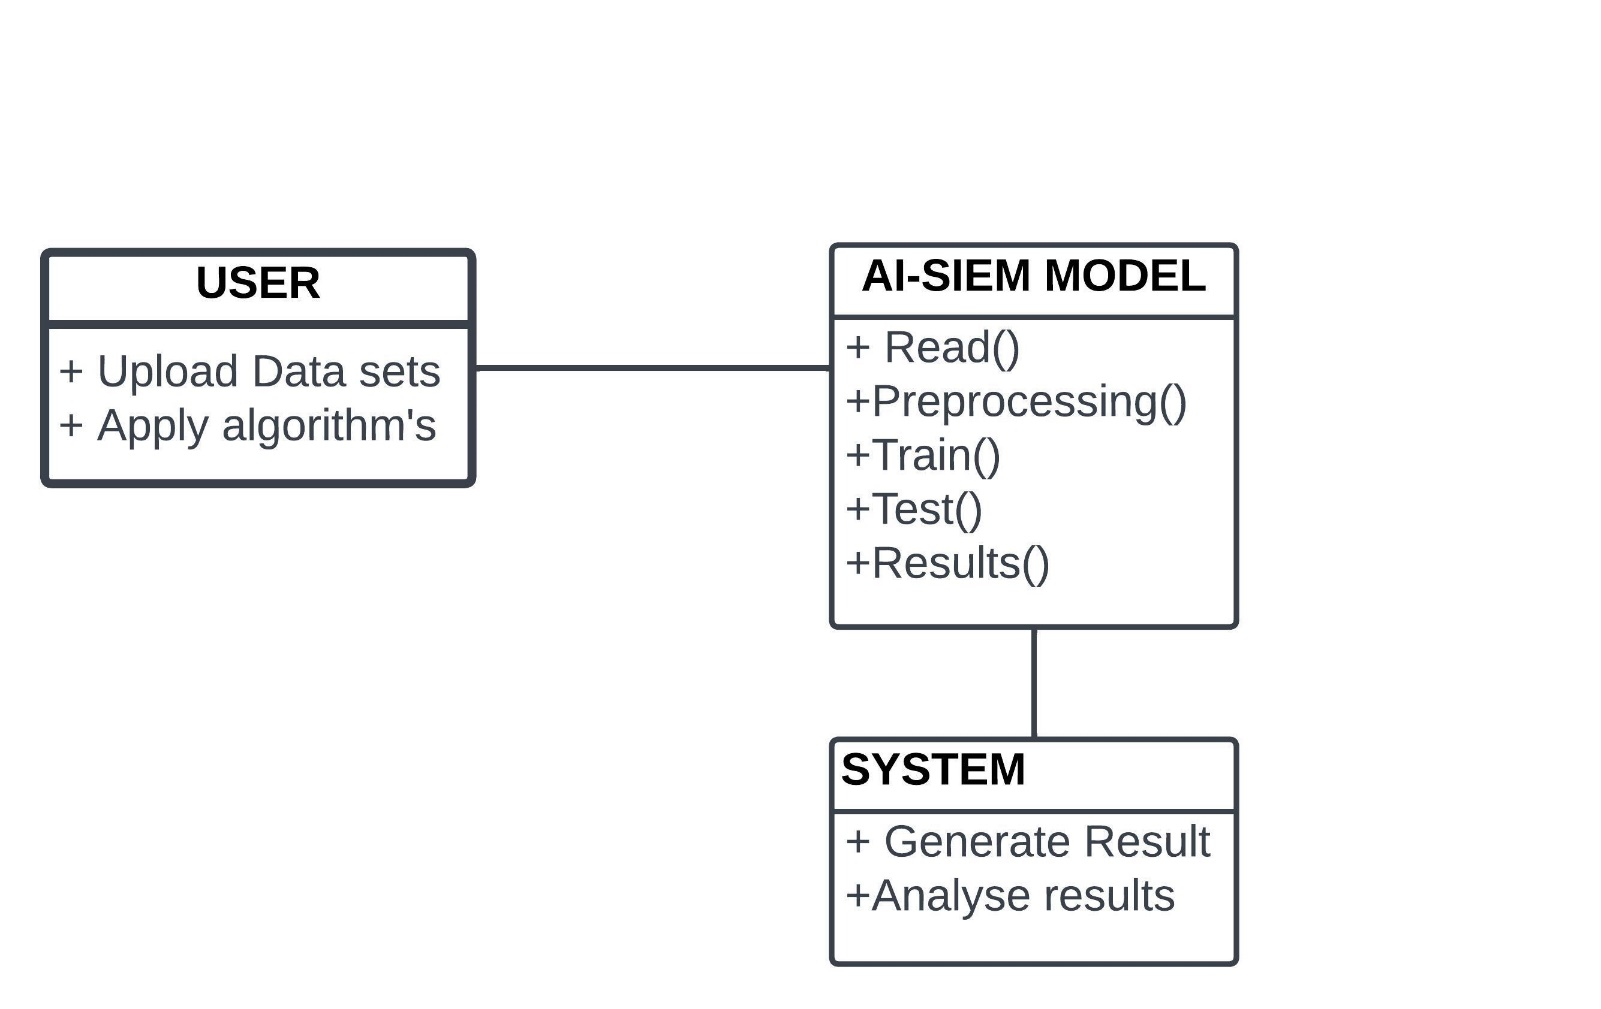 USER
+ Upload Data sets
+ Apply algorithm's
AI-SIEM MODEL
+ Read()
+Preprocessing()
+Train()
+Test()
+Results()
SYSTEM
+ Generate Result
+Analyse results